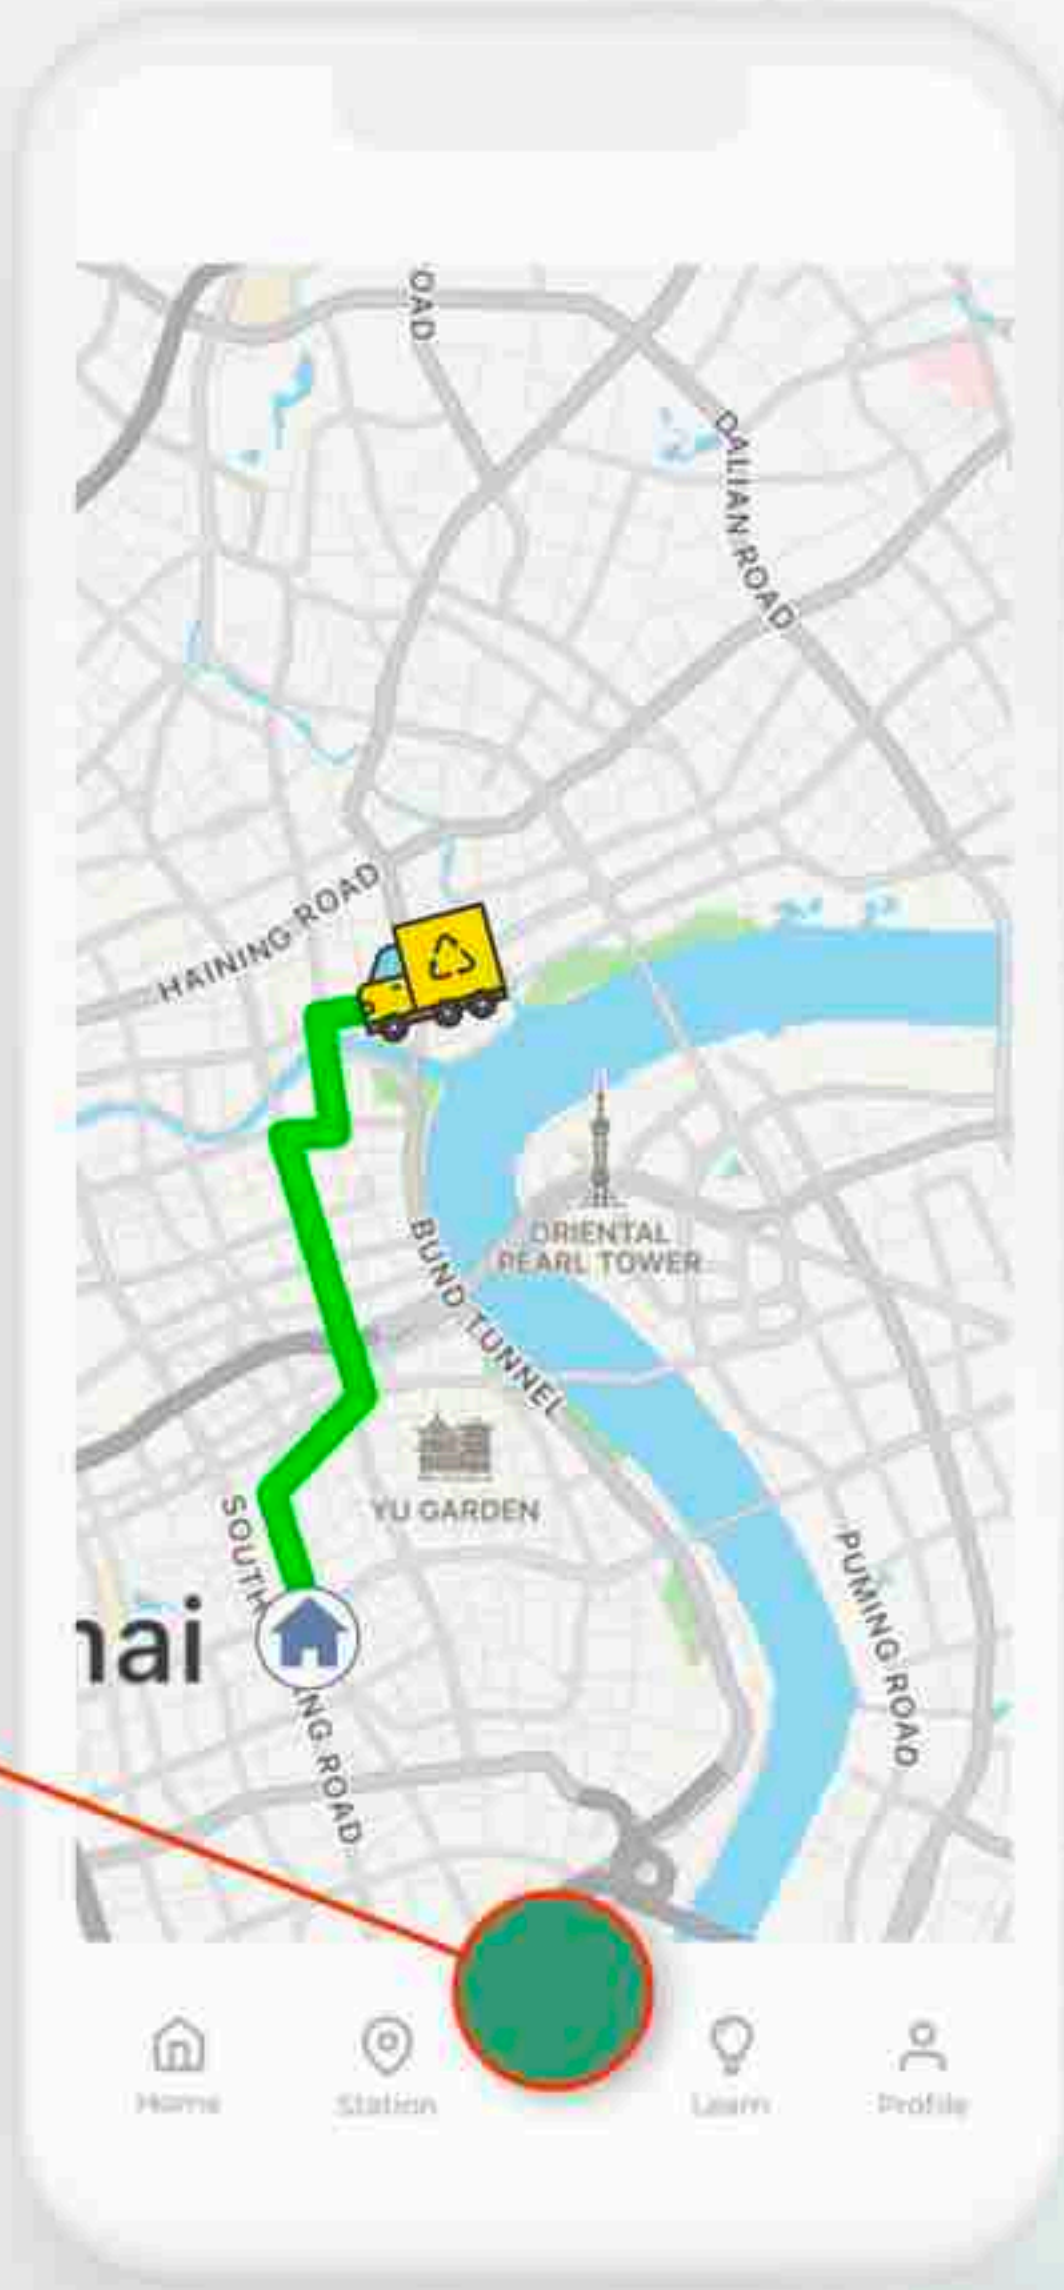 OAD
DALIAN ROAD
HAINING ROAD
ORIENTAL
PEARL TOWER
BUND TUNNEL
YU GARDEN
SOUTH
hai
NG ROAD
PUMING ROAD
Home
Station
Learn
Profile